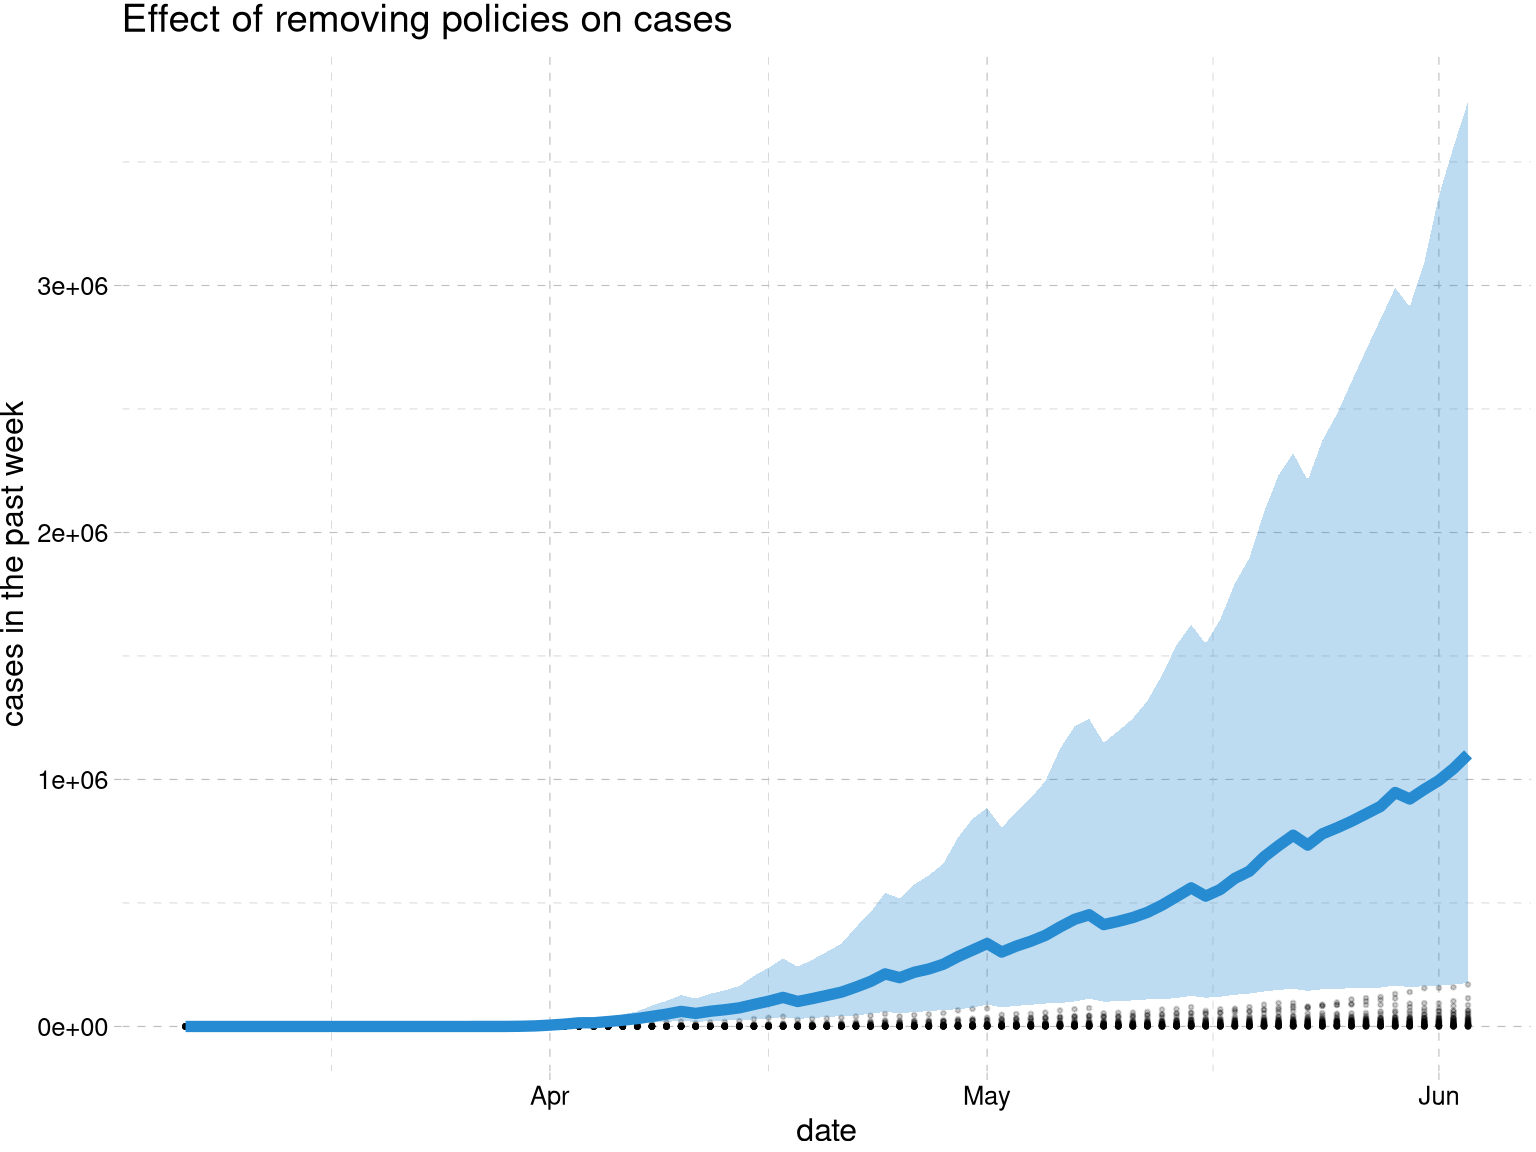 Effect of removing policies on cases
cases in the past week
3e+06
2e+06
1e+06
0e+00
Apr
May
Jun
date